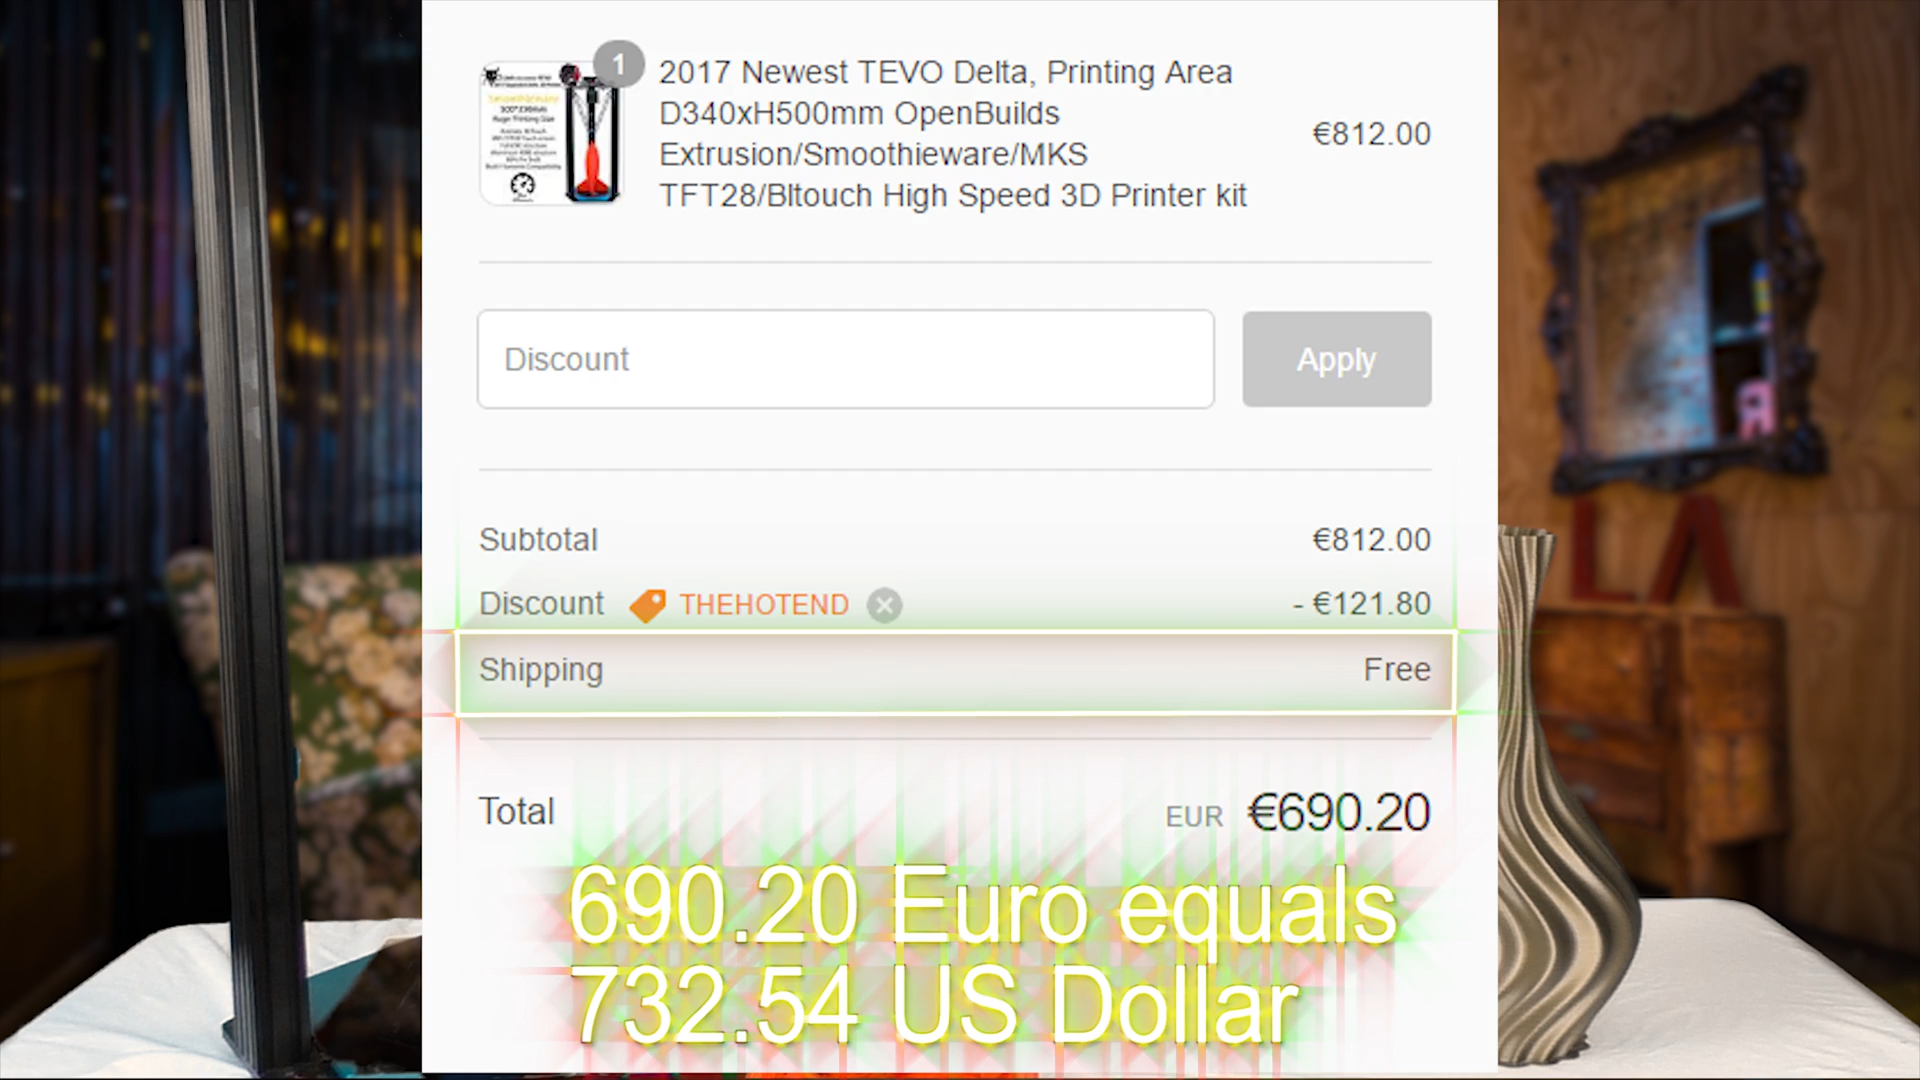 1
2017 Newest TEVO Delta, Printing Area
D340xH500mm OpenBuilds
Extrusion/Smoothieware/MKS
TFT28/Bltouch High Speed 3D Printer kit
€812.00
Discount
Apply
Subtotal €812.00
Discount THEHOTEND - €121.80
Shipping Free
Total EUR €690.20
690.20 Euro equals
732.54 US Dollar
LA